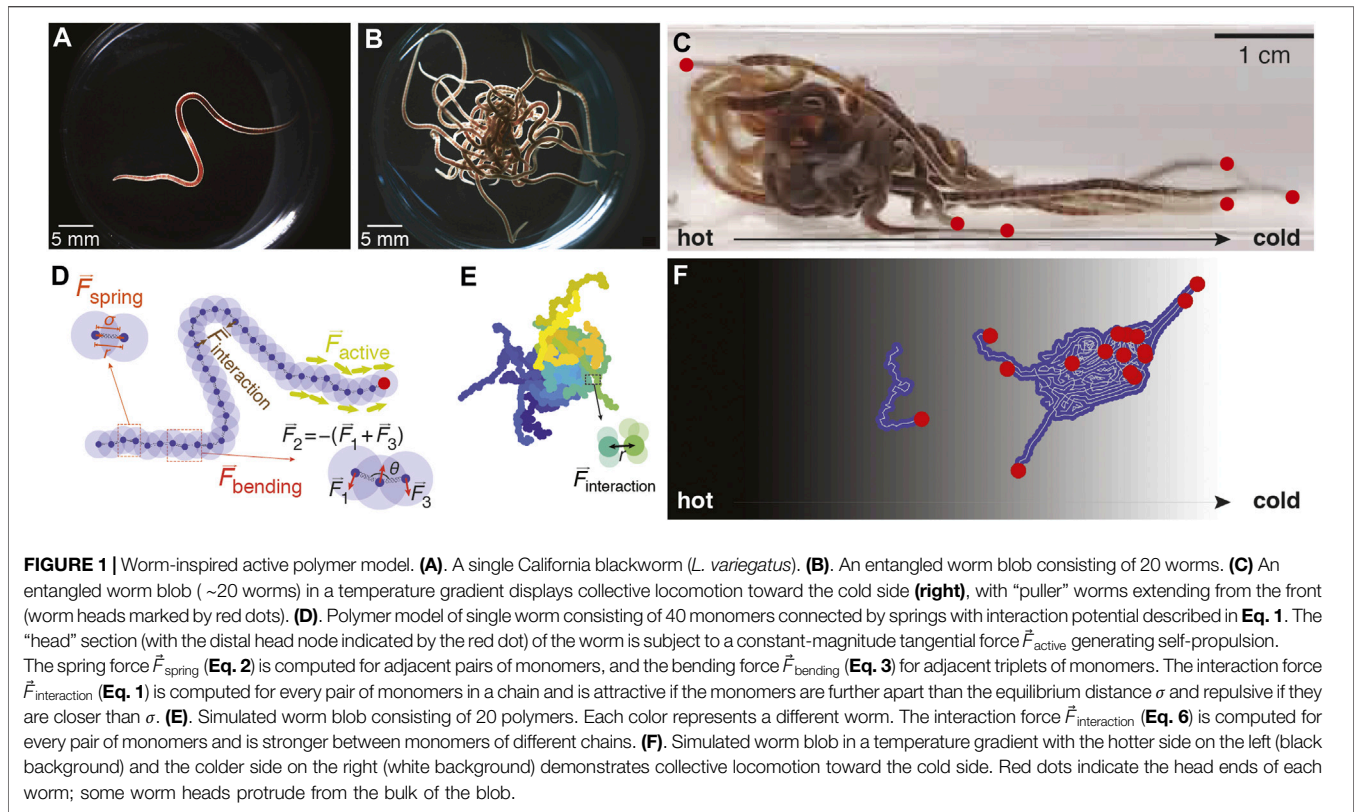 A
B
C
1 cm
5 mm
5 mm
hot
cold
D
F⃗spring
σ
r
F⃗interaction
F⃗active
F⃗2=−(F⃗1+F⃗3)
θ
F⃗1
F⃗3
F⃗bending
E
r
F⃗interaction
F
hot
cold
FIGURE 1 | Worm-inspired active polymer model. (A). A single California blackworm (L. variegatus). (B). An entangled worm blob consisting of 20 worms. (C) An
entangled worm blob ( ~20 worms) in a temperature gradient displays collective locomotion toward the cold side (right), with “puller” worms extending from the front
(worm heads marked by red dots). (D). Polymer model of single worm consisting of 40 monomers connected by springs with interaction potential described in Eq. 1. The
“head” section (with the distal head node indicated by the red dot) of the worm is subject to a constant-magnitude tangential force F⃗active generating self-propulsion.
The spring force F⃗spring (Eq. 2) is computed for adjacent pairs of monomers, and the bending force F⃗bending (Eq. 3) for adjacent triplets of monomers. The interaction force
F⃗interaction (Eq. 1) is computed for every pair of monomers in a chain and is attractive if the monomers are further apart than the equilibrium distance σ and repulsive if they
are closer than σ. (E). Simulated worm blob consisting of 20 polymers. Each color represents a different worm. The interaction force F⃗interaction (Eq. 6) is computed for
every pair of monomers and is stronger between monomers of different chains. (F). Simulated worm blob in a temperature gradient with the hotter side on the left (black
background) and the colder side on the right (white background) demonstrates collective locomotion toward the cold side. Red dots indicate the head ends of each
worm; some worm heads protrude from the bulk of the blob.